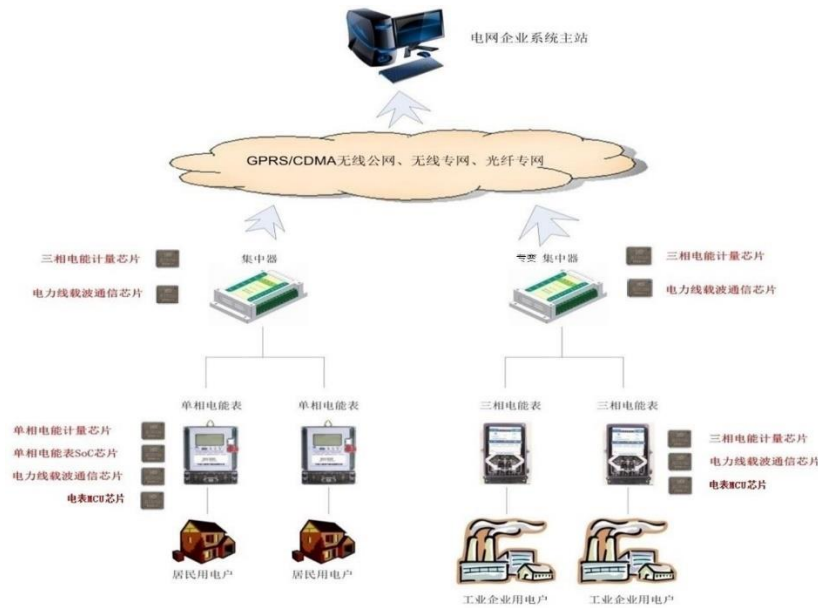 电网企业系统主站
GPRS/CDMA无线公网、无线专网、光纤专网
三相电能计量芯片
集中器
专变 集中器
三相电能计量芯片
电力线载波通信芯片
电力线载波通信芯片
单相电能表
单相电能表
三相电能表
三相电能表
单相电能计量芯片
单相电能表SoC芯片
电力线载波通信芯片
电表MCU芯片
三相电能计量芯片
电力线载波通信芯片
电表MCU芯片
居民用电户
居民用电户
工业企业用电户
工业企业用电户